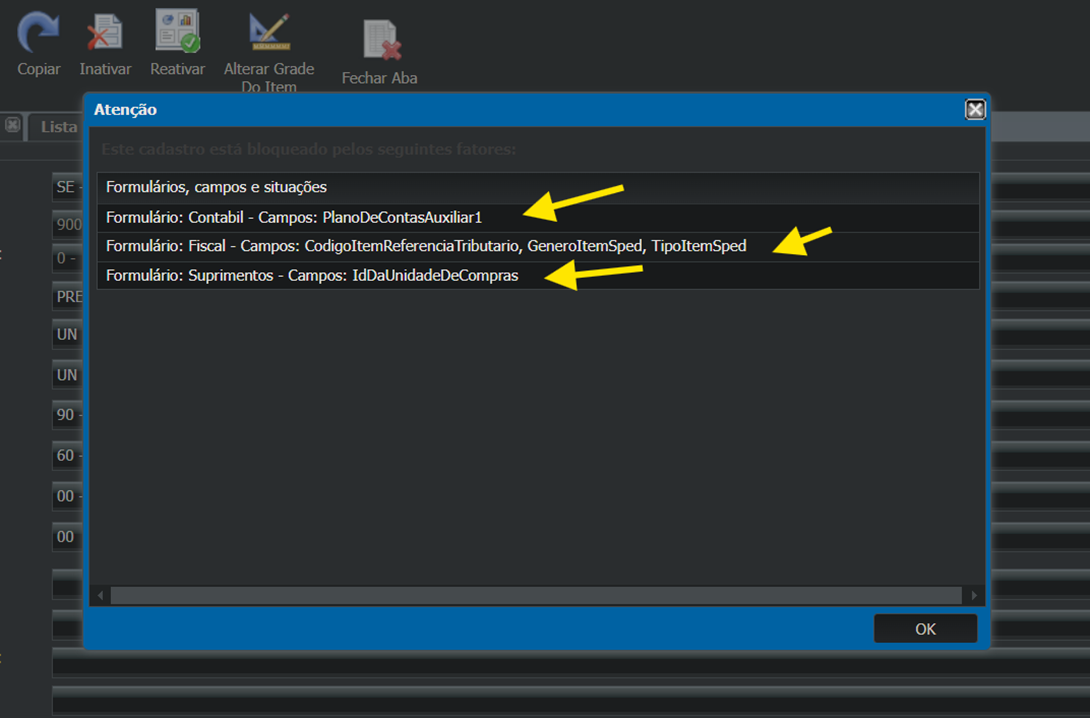 Copiar
Inativar
Reativar
Alterar Grade
Do Item
Fechar Aba
Lista
Atenção
Este cadastro está bloqueado pelos seguintes fatores:
Formulários, campos e situações
Formulário: Contabil - Campos: PlanoDeContasAuxiliar1
Formulário: Fiscal - Campos: CodigoItemReferenciaTributario, GeneroItemSped, TipoItemSped
Formulário: Suprimentos - Campos: IdDaUnidadeDeCompras
SE -
900
0 -
PRE
UN
UN
90 -
60 -
00 -
00
OK